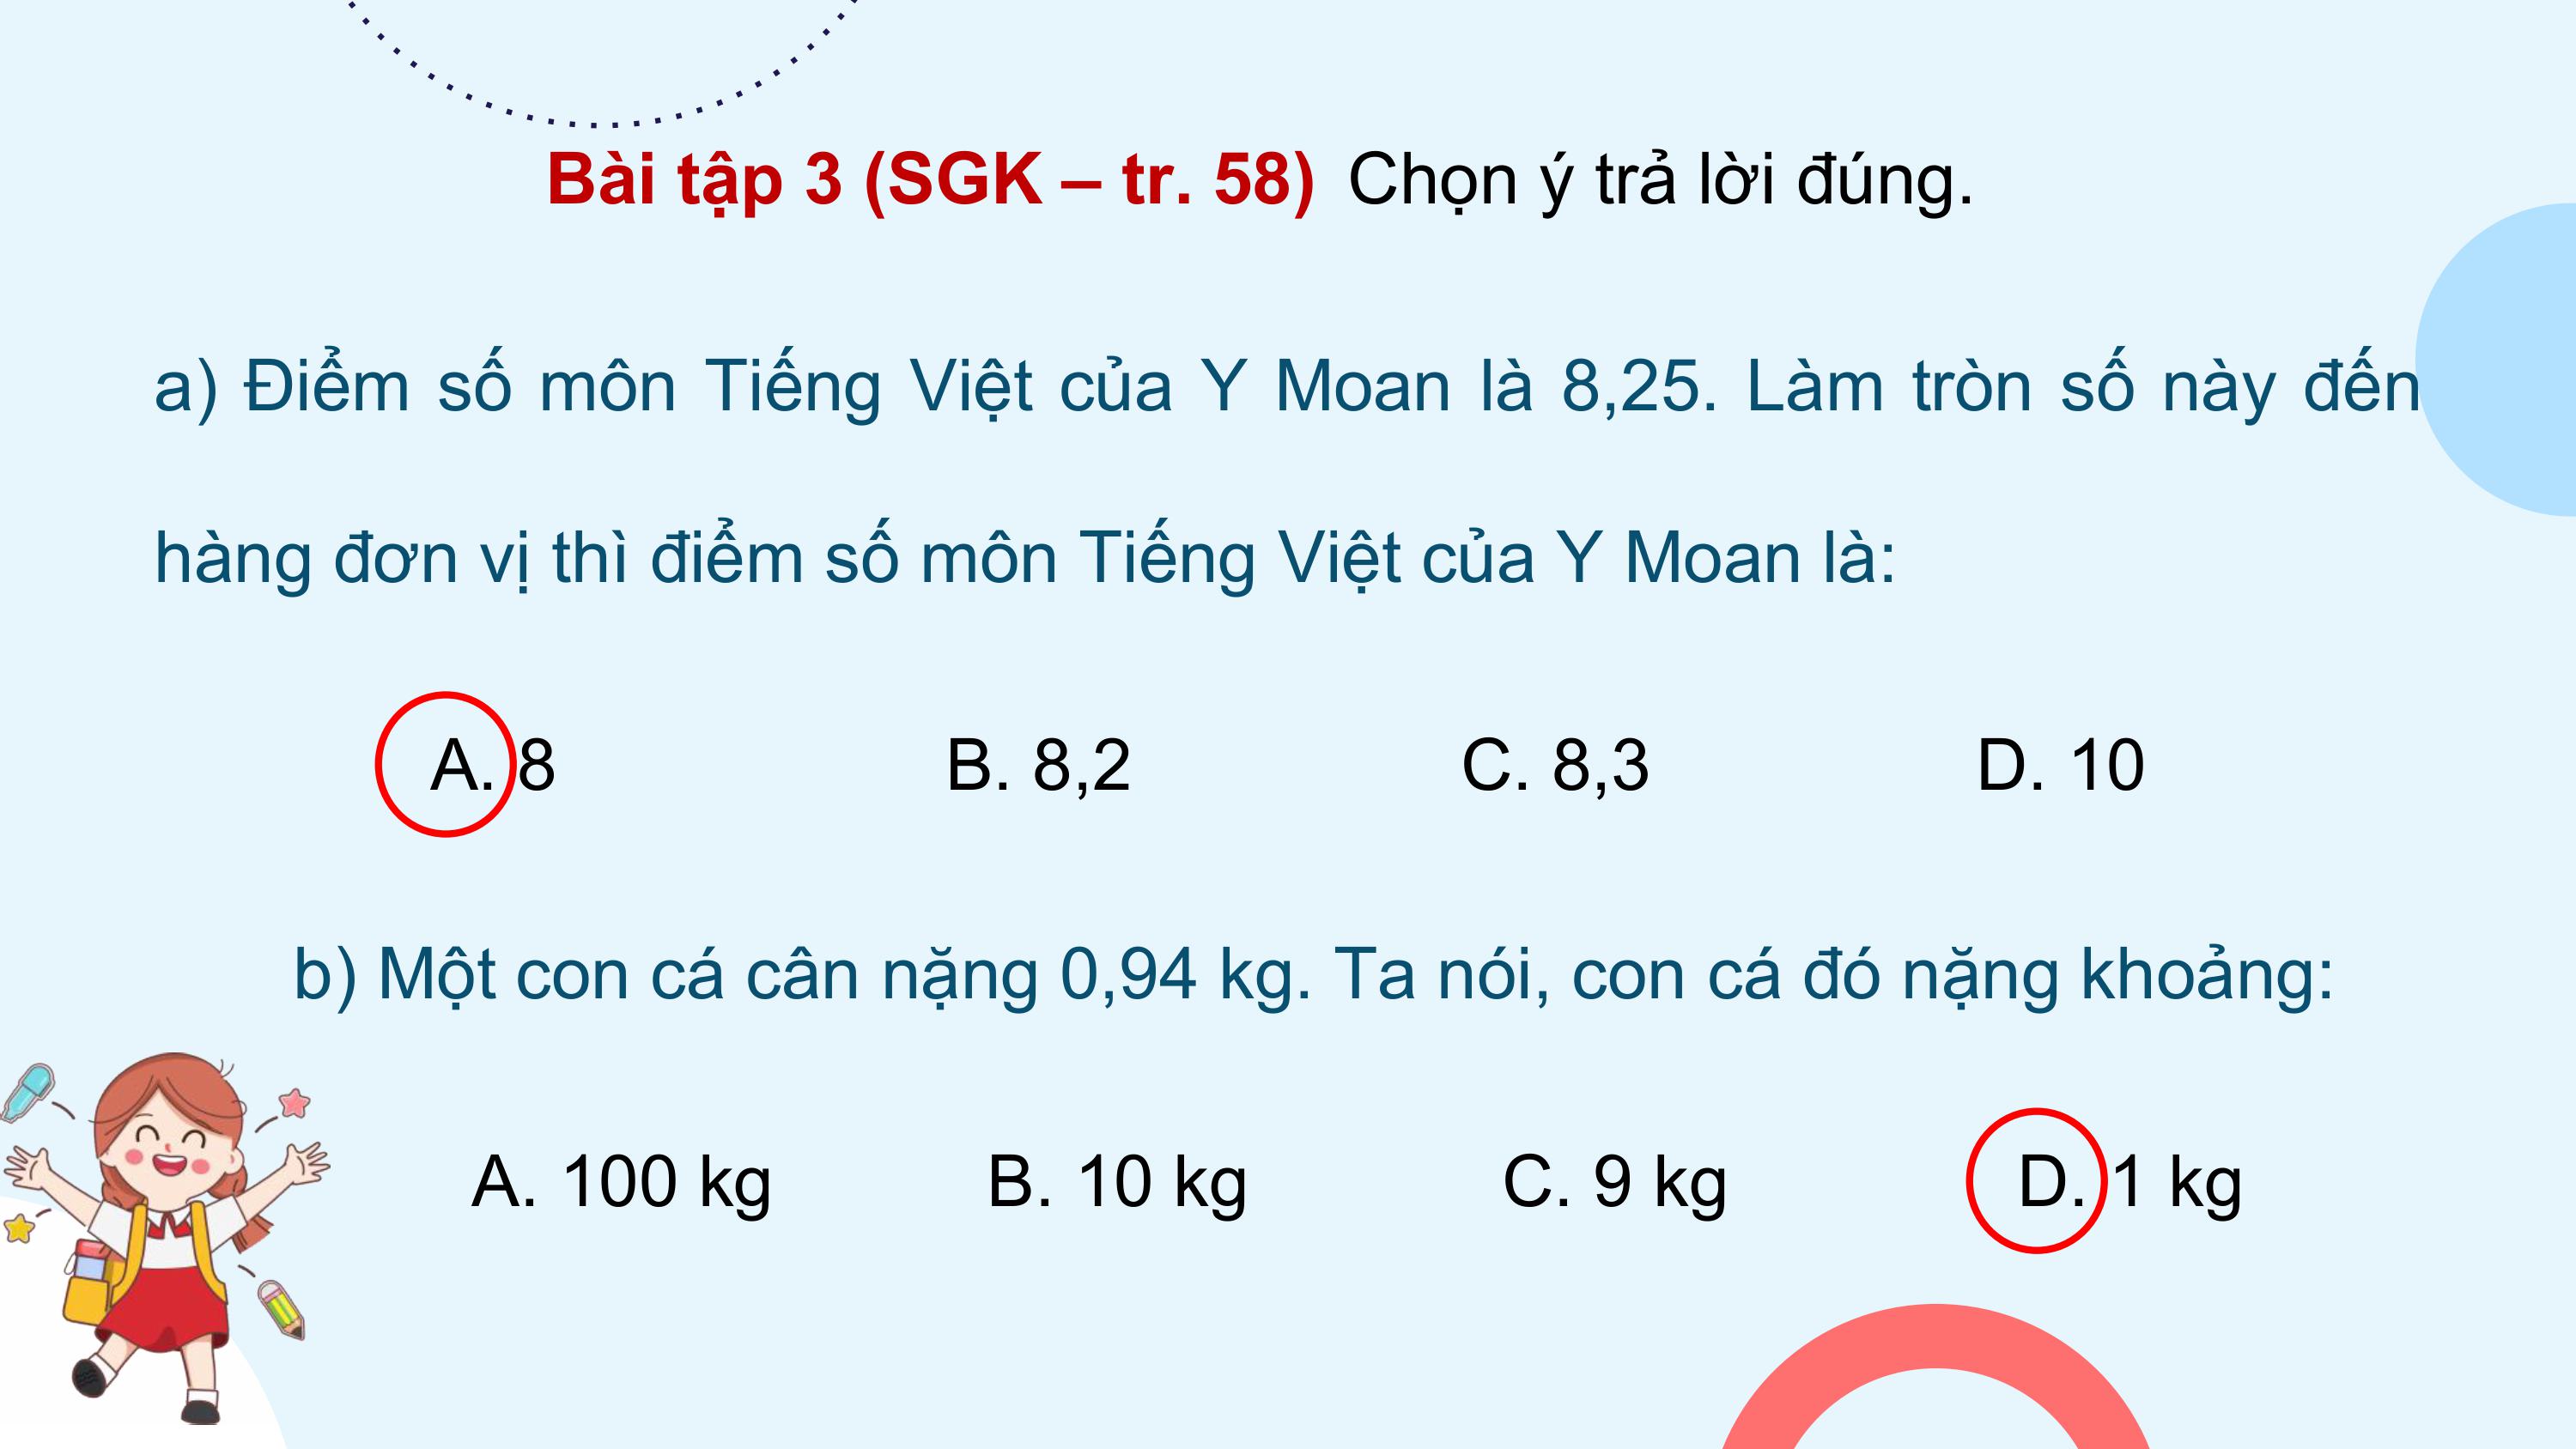 Bài tập 3 (SGK – tr. 58) Chọn ý trả lời đúng.
a) Điểm số môn Tiếng Việt của Y Moan là 8,25. Làm tròn số này đến
hàng đơn vị thì điểm số môn Tiếng Việt của Y Moan là:
A. 8 B. 8,2 C. 8,3 D. 10
b) Một con cá cân nặng 0,94 kg. Ta nói, con cá đó nặng khoảng:
A. 100 kg B. 10 kg C. 9 kg D. 1 kg